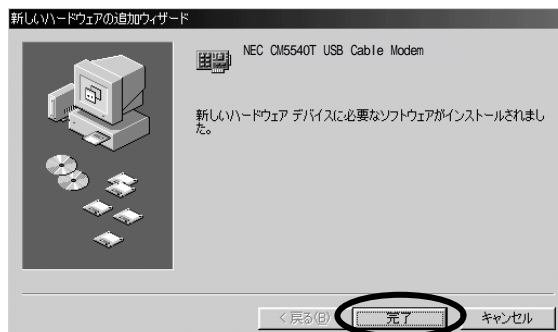 新しいハードウェアの追加ウィザード
NEC CM5540T USB Cable Modem
新しいハードウェア デバイスに必要なソフトウェアがインストールされまし
た。
< 戻る(B)
完了
キャンセル